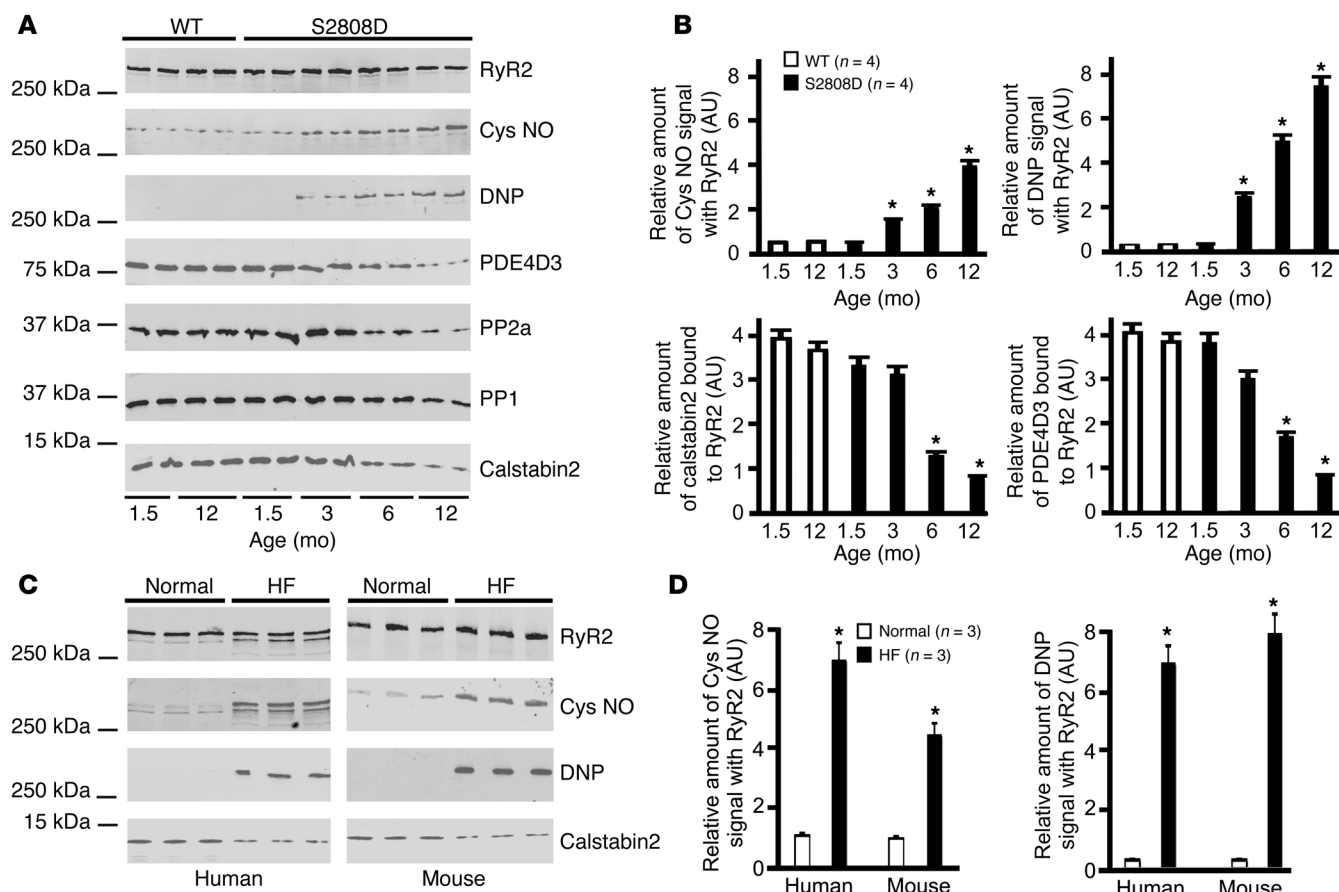 A
WT S2808D
250 kDa RyR2
250 kDa Cys NO
250 kDa DNP
75 kDa PDE4D3
37 kDa PP2a
37 kDa PP1
15 kDa Calstabin2
1.5 12 1.5 3 6 12
Age (mo)
B
WT (n = 4)
S2808D (n = 4)
Relative amount
of Cys NO signal
with RyR2 (AU)
8
6
4
2
0
* * *
1.5 12 1.5 3 6 12
Age (mo)
Relative amount
of DNP signal
with RyR2 (AU)
8
6
4
2
0
* * *
1.5 12 1.5 3 6 12
Age (mo)
Relative amount
of calstabin2 bound
to RyR2 (AU)
4
3
2
1
0
* *
1.5 12 1.5 3 6 12
Age (mo)
Relative amount
of PDE4D3 bound
to RyR2 (AU)
4
3
2
1
0
* *
1.5 12 1.5 3 6 12
Age (mo)
C
Normal HF Normal HF
250 kDa RyR2
250 kDa Cys NO
250 kDa DNP
15 kDa Calstabin2
Human Mouse
D
Normal (n = 3)
HF (n = 3)
Relative amount of Cys NO
signal with RyR2 (AU)
8
6
4
2
0
* *
Human Mouse
Relative amount of DNP
signal with RyR2 (AU)
8
6
4
2
0
* *
Human Mouse